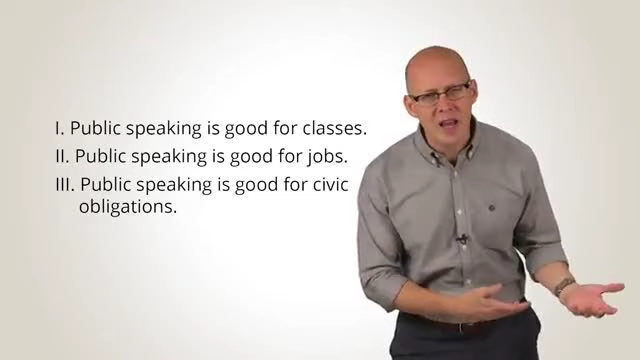 I. Public speaking is good for classes.
II. Public speaking is good for jobs.
III. Public speaking is good for civic
obligations.